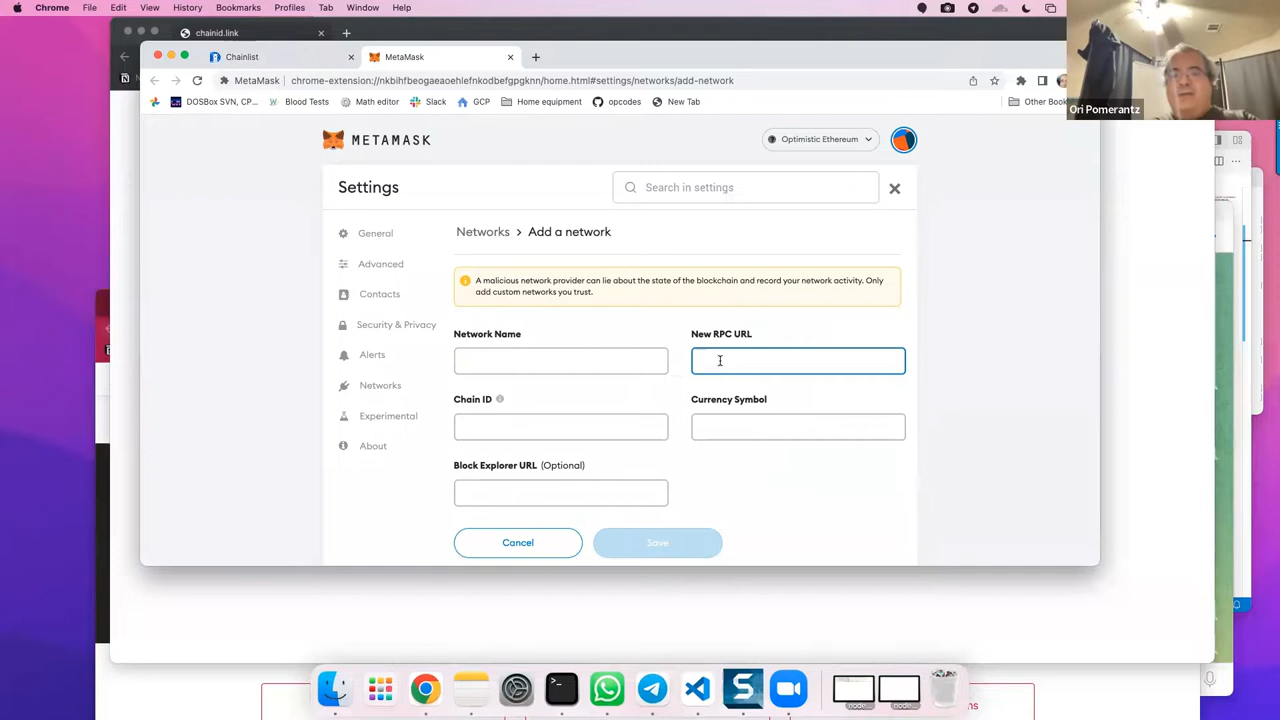 Chrome File Edit View History Bookmarks Profiles Tab Window Help
chainid.link
Chainlist
MetaMask
MetaMask chrome-extension://nkbihfbeogaeaoehlefnkodbefgpgknn/home.html#settings/networks/add-network
DOSBox SVN, CP... Blood Tests Math editor Slack GCP Home equipment opcodes New Tab Other Book
Ori Pomerantz
METAMASK
Optimistic Ethereum
Settings
Search in settings
General
Advanced
Contacts
Security & Privacy
Alerts
Networks
Experimental
About
Networks > Add a network
A malicious network provider can lie about the state of the blockchain and record your network activity. Only
add custom networks you trust.
Network Name
New RPC URL
Chain ID
Currency Symbol
Block Explorer URL (Optional)
Cancel
Save
node
node